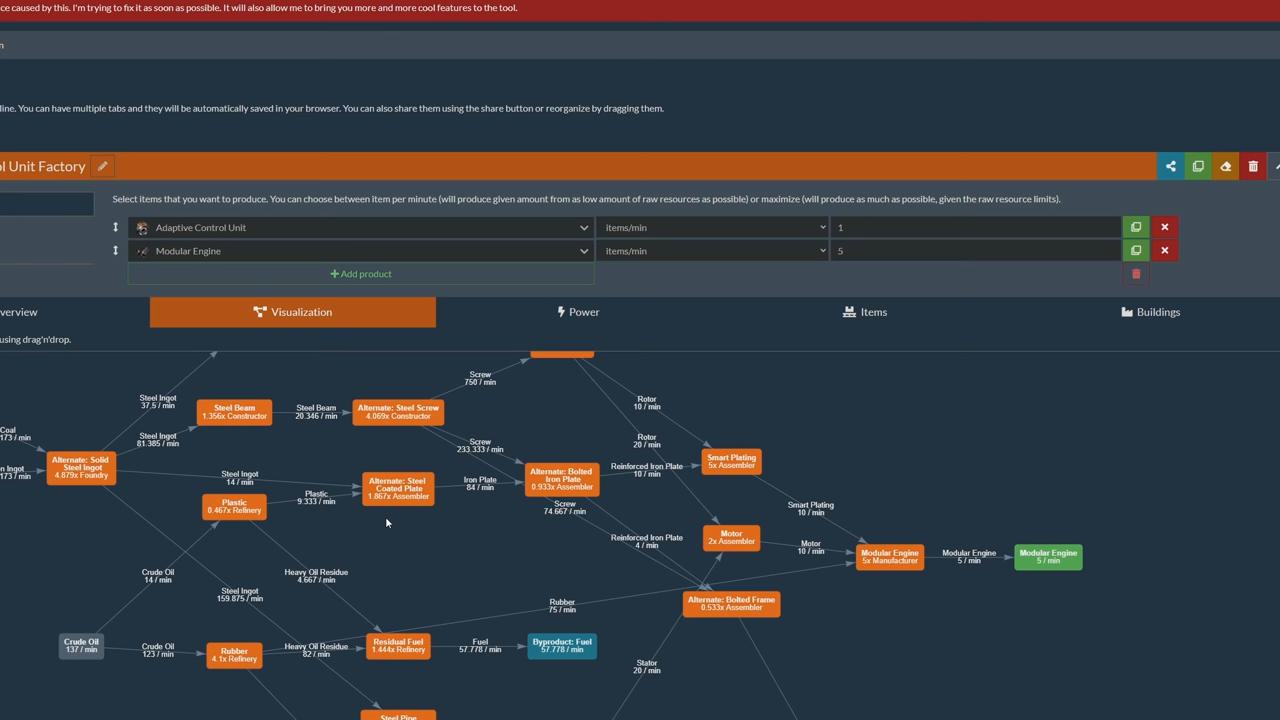 ce caused by this. I'm trying to fix it as soon as possible. It will also allow me to bring you more and more cool features to the tool.
n
line. You can have multiple tabs and they will be automatically saved in your browser. You can also share them using the share button or reorganize by dragging them.
ol Unit Factory
Select items that you want to produce. You can choose between item per minute (will produce given amount from as low amount of raw resources as possible) or maximize (will produce as much as possible, given the raw resource limits).
Adaptive Control Unit items/min 1
Modular Engine items/min 5
+ Add product
verview Visualization Power Items Buildings
using drag'n'drop.
Screw
750 / min
Steel Ingot
37.5 / min
Steel Beam
1.356x Constructor
Steel Beam
20.346 / min
Alternate: Steel Screw
4.069x Constructor
Rotor
10 / min
Coal
173 / min
Steel Ingot
81.385 / min
Rotor
20 / min
Screw
233.333 / min
Alternate: Solid
Steel Ingot
4.879x Foundry
n Ingot
173 / min
Steel Ingot
14 / min
Alternate: Steel
Coated Plate
1.867x Assembler
Iron Plate
84 / min
Alternate: Bolted
Iron Plate
0.933x Assembler
Reinforced Iron Plate
10 / min
Smart Plating
5x Assembler
Plastic
0.467x Refinery
Plastic
9.333 / min
Screw
74.667 / min
Smart Plating
10 / min
Reinforced Iron Plate
4 / min
Motor
2x Assembler
Motor
10 / min
Modular Engine
5x Manufacturer
Modular Engine
5 / min
Modular Engine
5 / min
Crude Oil
14 / min
Heavy Oil Residue
4.667 / min
Steel Ingot
159.875 / min
Rubber
75 / min
Alternate: Bolted Frame
0.533x Assembler
Crude Oil
137 / min
Crude Oil
123 / min
Rubber
4.1x Refinery
Heavy Oil Residue
82 / min
Residual Fuel
1.444x Refinery
Fuel
57.778 / min
Byproduct: Fuel
57.778 / min
Stator
20 / min
Steel Pipe